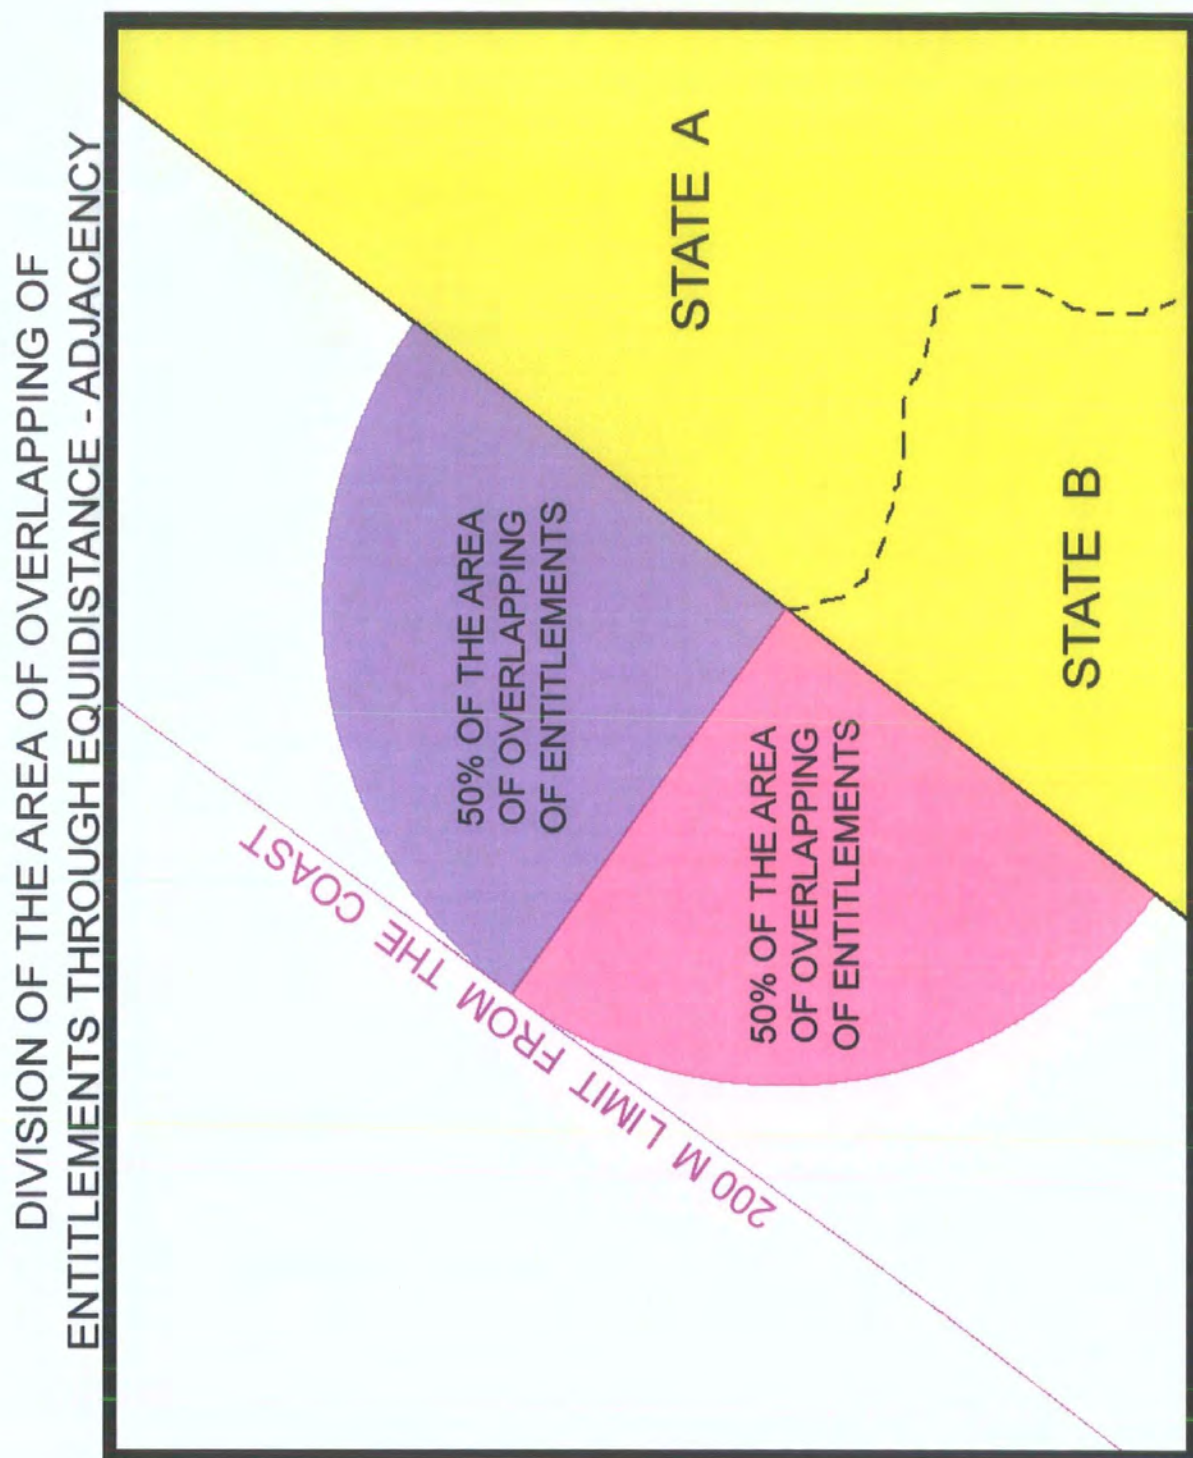 DIVISION OF THE AREA OF OVERLAPPING OF
ENTITLEMENTS THROUGH EQUIDISTANCE - ADJACENCY
200 M LIMIT FROM THE COAST
50% OF THE AREA
OF OVERLAPPING
OF ENTITLEMENTS
STATE A
50% OF THE AREA
OF OVERLAPPING
OF ENTITLEMENTS
STATE B